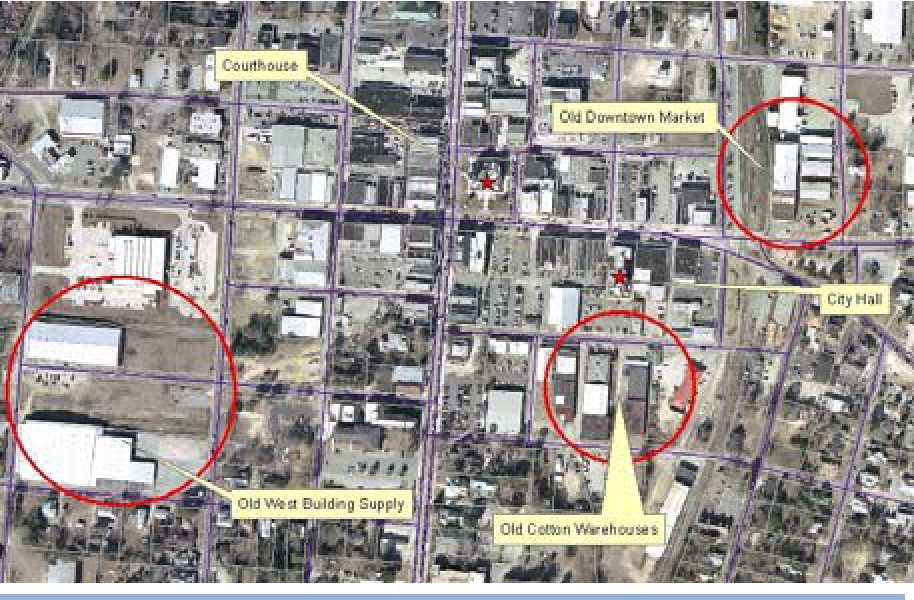 Courthouse
Old Downtown Market
City Hall
Old West Building Supply
Old Cotton Warehouses